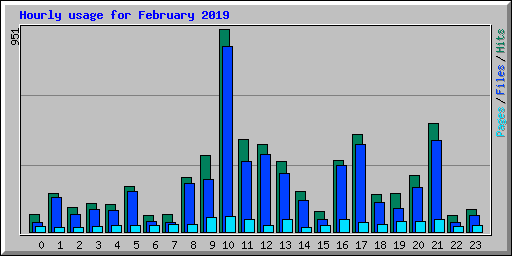 Hourly usage for February 2019
951
Pages / Files / Hits
0 1 2 3 4 5 6 7 8 9 10 11 12 13 14 15 16 17 18 19 20 21 22 23